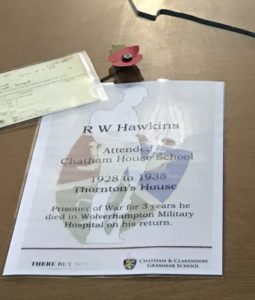 R W Hawkins
Attended
Chatham House School
1928 to 1938
Thornton's House
Prisoner of War for 3 years he
died in Wolverhampton Military
Hospital on his return.
THERE BUT
CHATHAM & CLARENDON
GRAMMAR SCHOOL